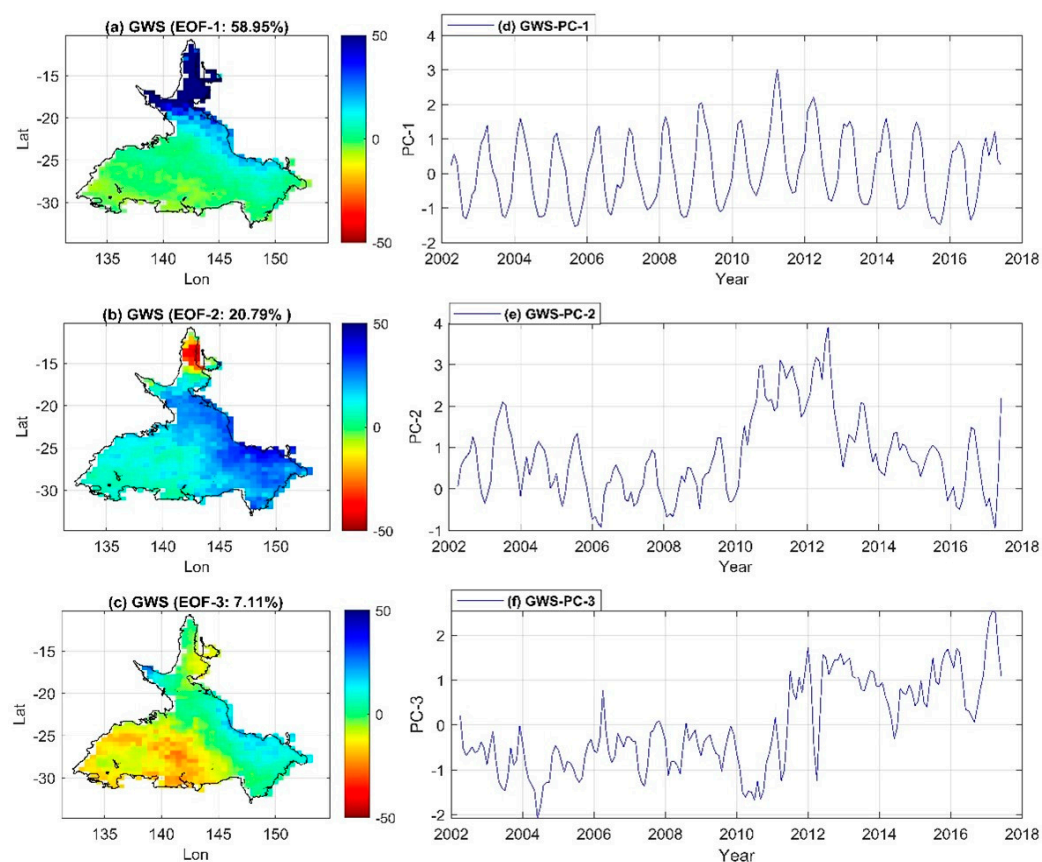 (a) GWS (EOF-1: 58.95%)
50
0
-50
-15
-20
-25
-30
Lat
135 140 145 150
Lon
(d) GWS-PC-1
4
3
2
1
0
-1
-2
PC-1
2002 2004 2006 2008 2010 2012 2014 2016 2018
Year
(b) GWS (EOF-2: 20.79% )
50
0
-50
-15
-20
-25
-30
Lat
135 140 145 150
Lon
(e) GWS-PC-2
4
3
2
1
0
-1
PC-2
2002 2004 2006 2008 2010 2012 2014 2016 2018
Year
(c) GWS (EOF-3: 7.11%)
50
0
-50
-15
-20
-25
-30
Lat
135 140 145 150
Lon
(f) GWS-PC-3
2
1
0
-1
-2
PC-3
2002 2004 2006 2008 2010 2012 2014 2016 2018
Year